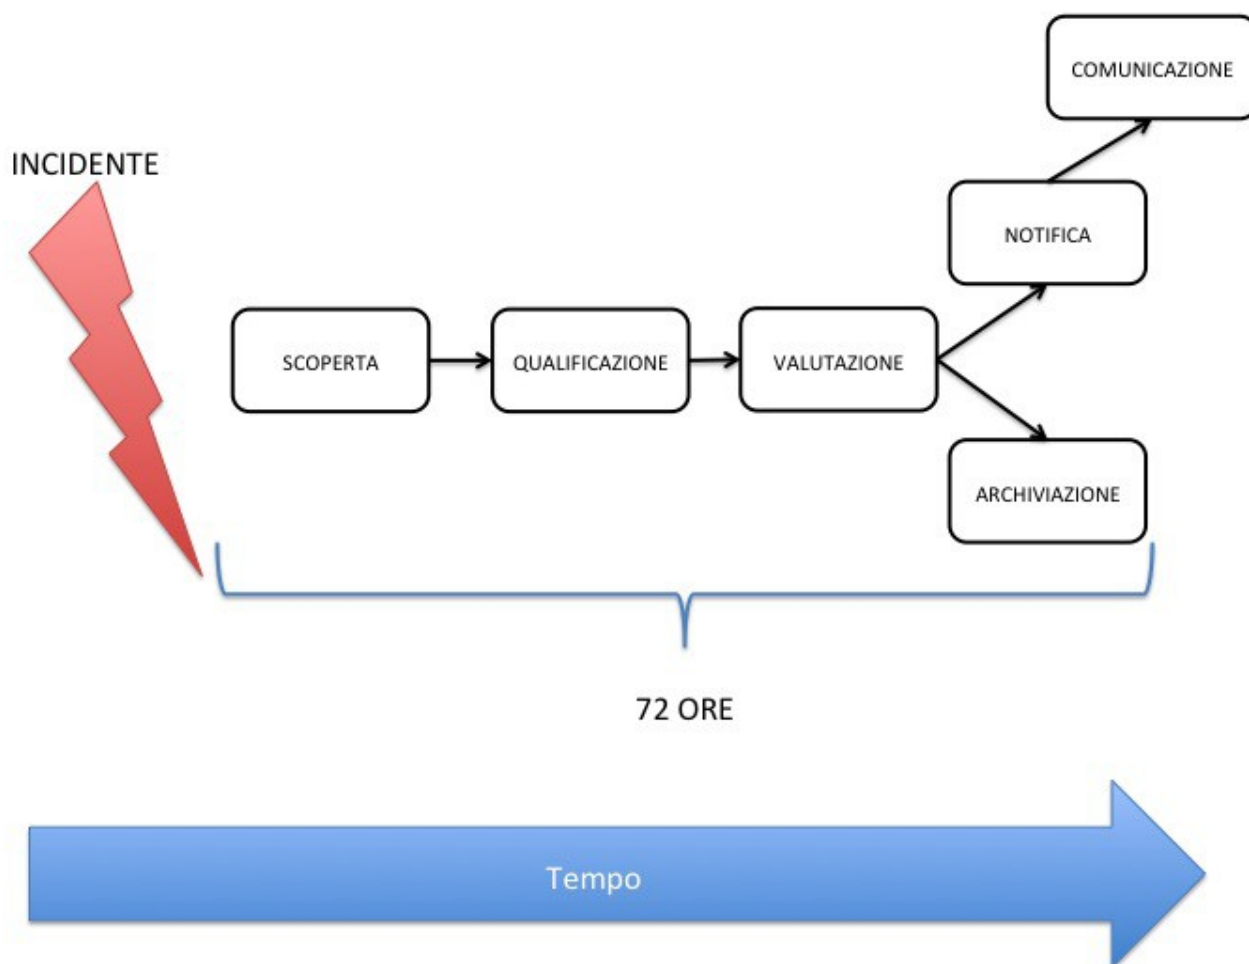 COMUNICAZIONE
INCIDENTE
NOTIFICA
SCOPERTA
QUALIFICAZIONE
VALUTAZIONE
ARCHIVIAZIONE
72 ORE
Tempo